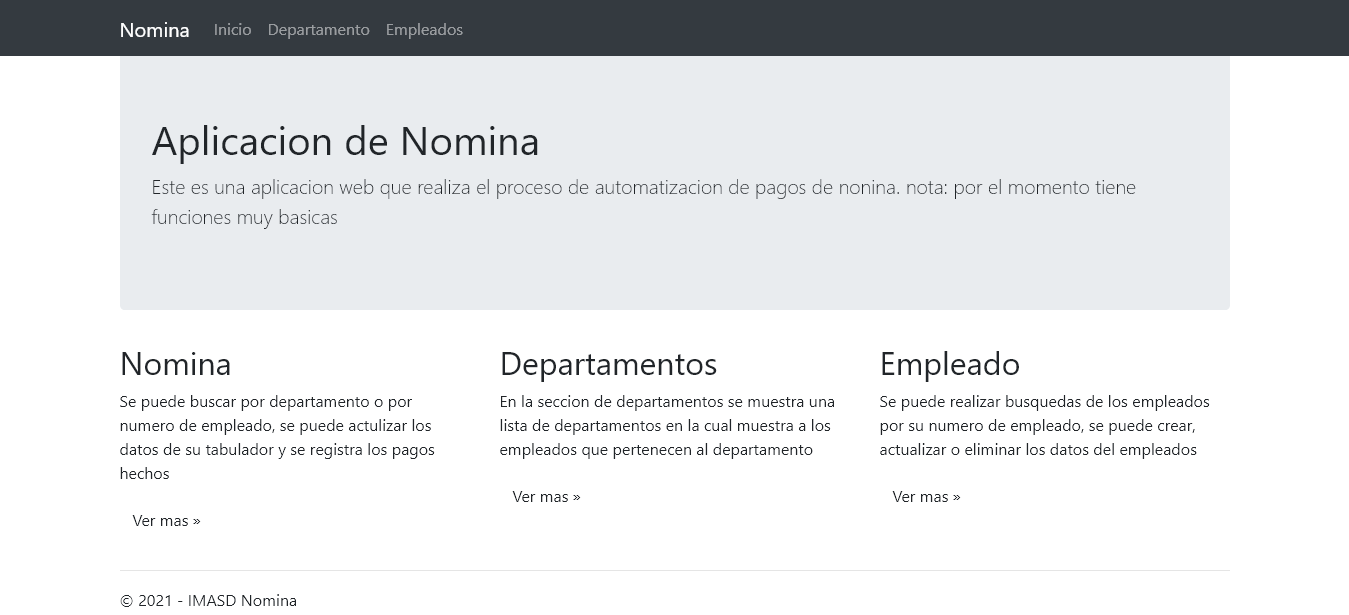 Nomina Inicio Departamento Empleados
Aplicacion de Nomina
Este es una aplicacion web que realiza el proceso de automatizacion de pagos de nonina. nota: por el momento tiene
funciones muy basicas
Nomina
Se puede buscar por departamento o por
numero de empleado, se puede actulizar los
datos de su tabulador y se registra los pagos
hechos
Ver mas »
Departamentos
En la seccion de departamentos se muestra una
lista de departamentos en la cual muestra a los
empleados que pertenecen al departamento
Ver mas »
Empleado
Se puede realizar busquedas de los empleados
por su numero de empleado, se puede crear,
actualizar o eliminar los datos del empleados
Ver mas »
© 2021 - IMASD Nomina